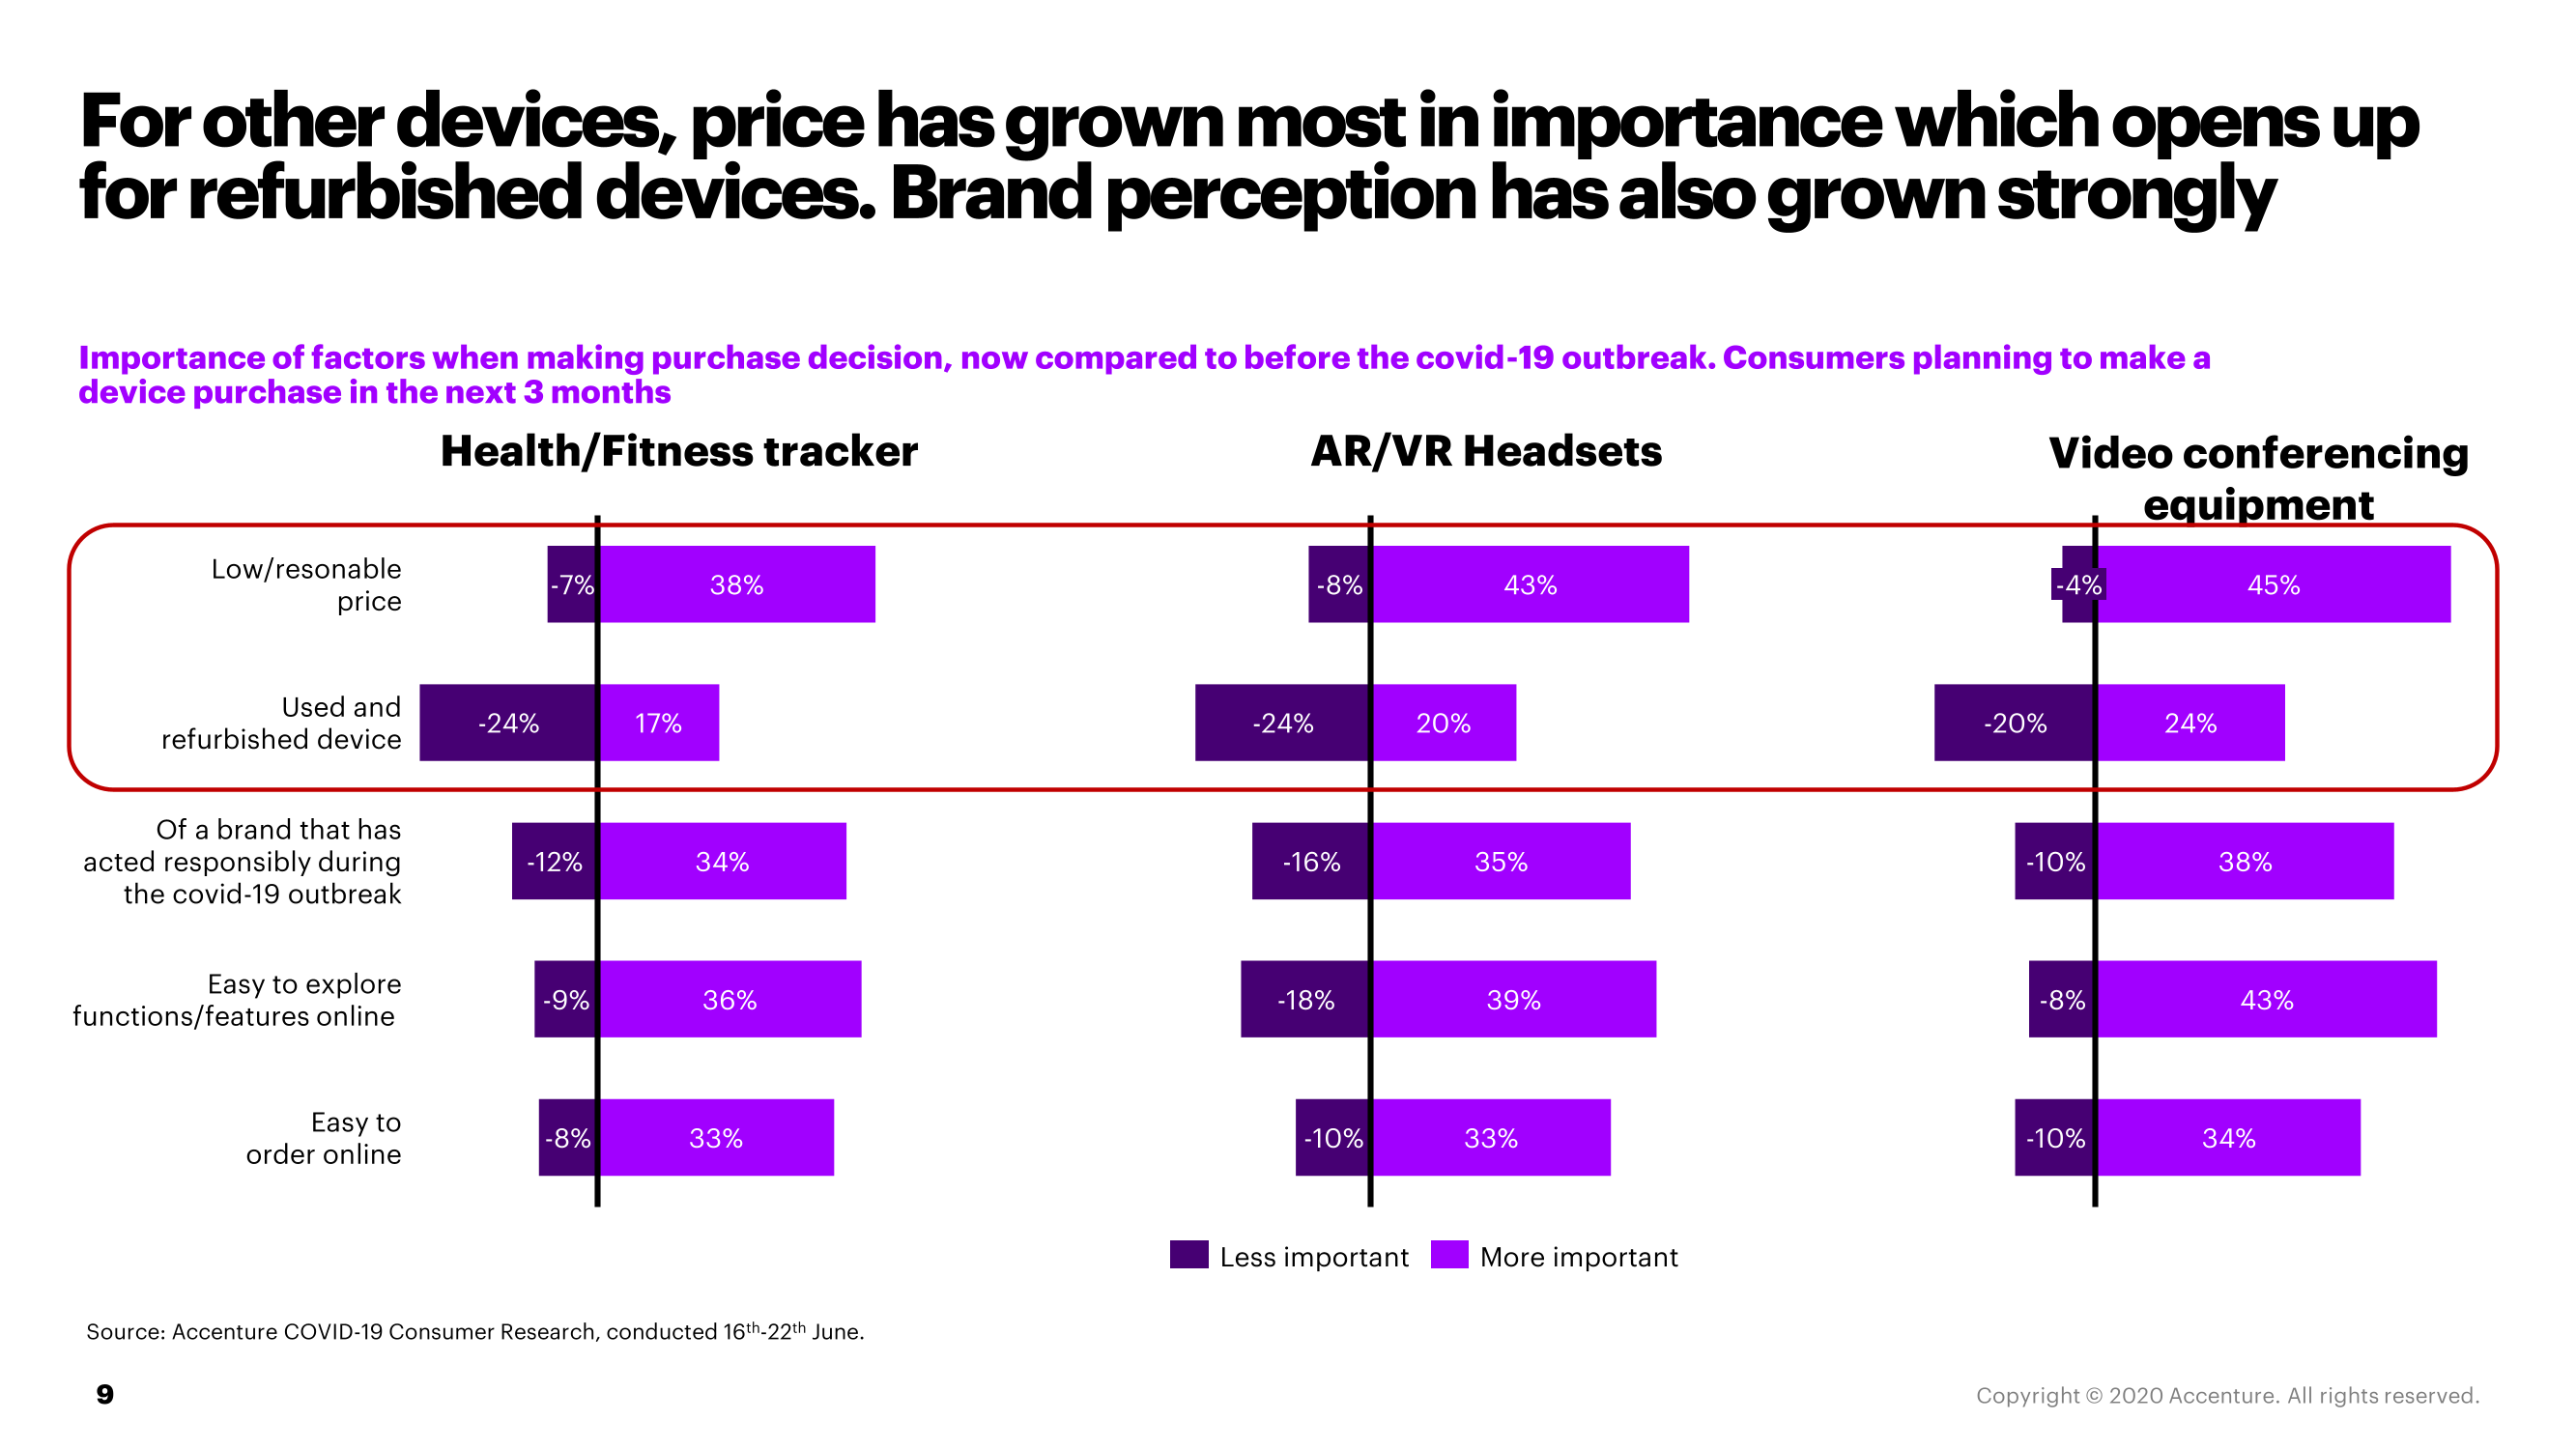 For other devices, price has grown most in importance which opens up
for refurbished devices. Brand perception has also grown strongly
Importance of factors when making purchase decision, now compared to before the covid-19 outbreak. Consumers planning to make a
device purchase in the next 3 months
Health/Fitness tracker
AR/VR Headsets
Video conferencing
equipment
Low/resonable
price
-7% 38%
-8% 43%
-4% 45%
Used and
refurbished device
-24% 17%
-24% 20%
-20% 24%
Of a brand that has
acted responsibly during
the covid-19 outbreak
-12% 34%
-16% 35%
-10% 38%
Easy to explore
functions/features online
-9% 36%
-18% 39%
-8% 43%
Easy to
order online
-8% 33%
-10% 33%
-10% 34%
Less important
More important
Source: Accenture COVID-19 Consumer Research, conducted 16th-22th June.
9
Copyright © 2020 Accenture. All rights reserved.